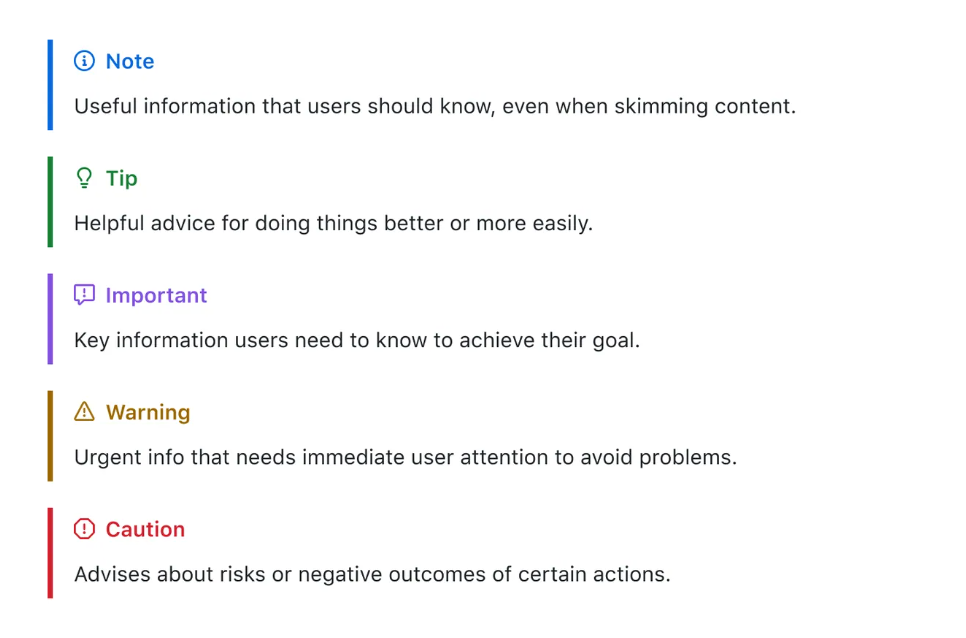 Note
Useful information that users should know, even when skimming content.
Tip
Helpful advice for doing things better or more easily.
Important
Key information users need to know to achieve their goal.
Warning
Urgent info that needs immediate user attention to avoid problems.
Caution
Advises about risks or negative outcomes of certain actions.